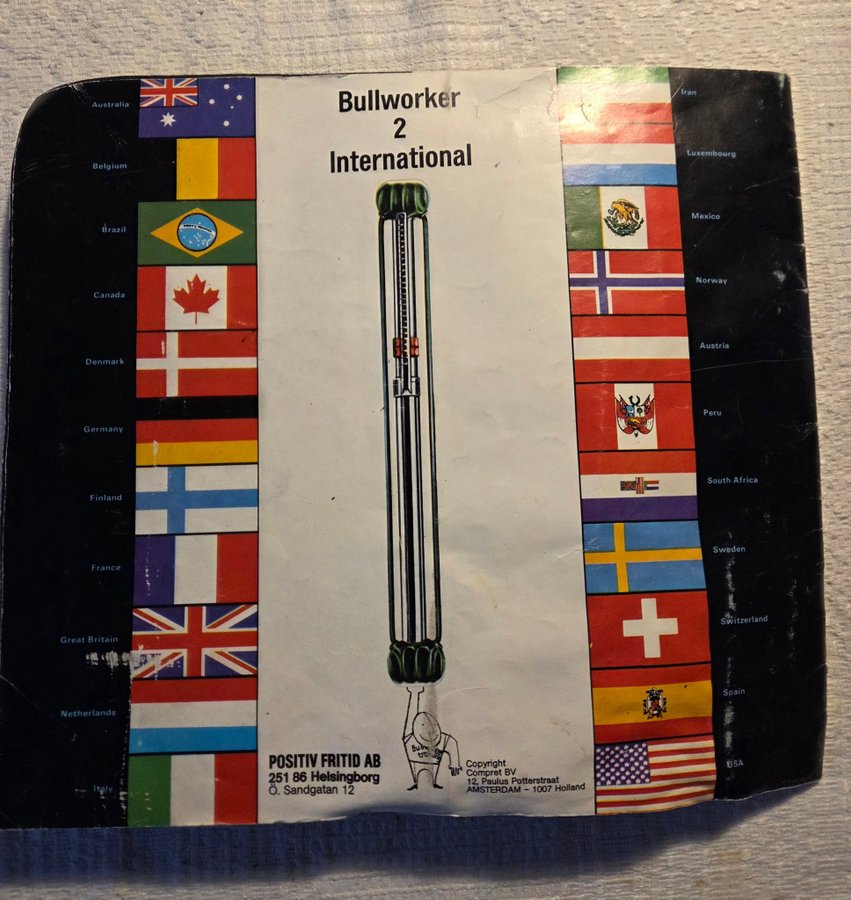 Bullworker
2
International
Australia
Belgium
Brazil
Canada
Denmark
Germany
Finland
France
Great Britain
Netherlands
Italy
Iran
Luxembourg
Mexico
Norway
Austria
Peru
South Africa
Sweden
Switzerland
Spain
USA
POSITIV FRITID AB
251 86 Helsingborg
Ö. Sandgatan 12
Copyright
Compret BV
12, Paulus Potterstraat
AMSTERDAM – 1007 Holland